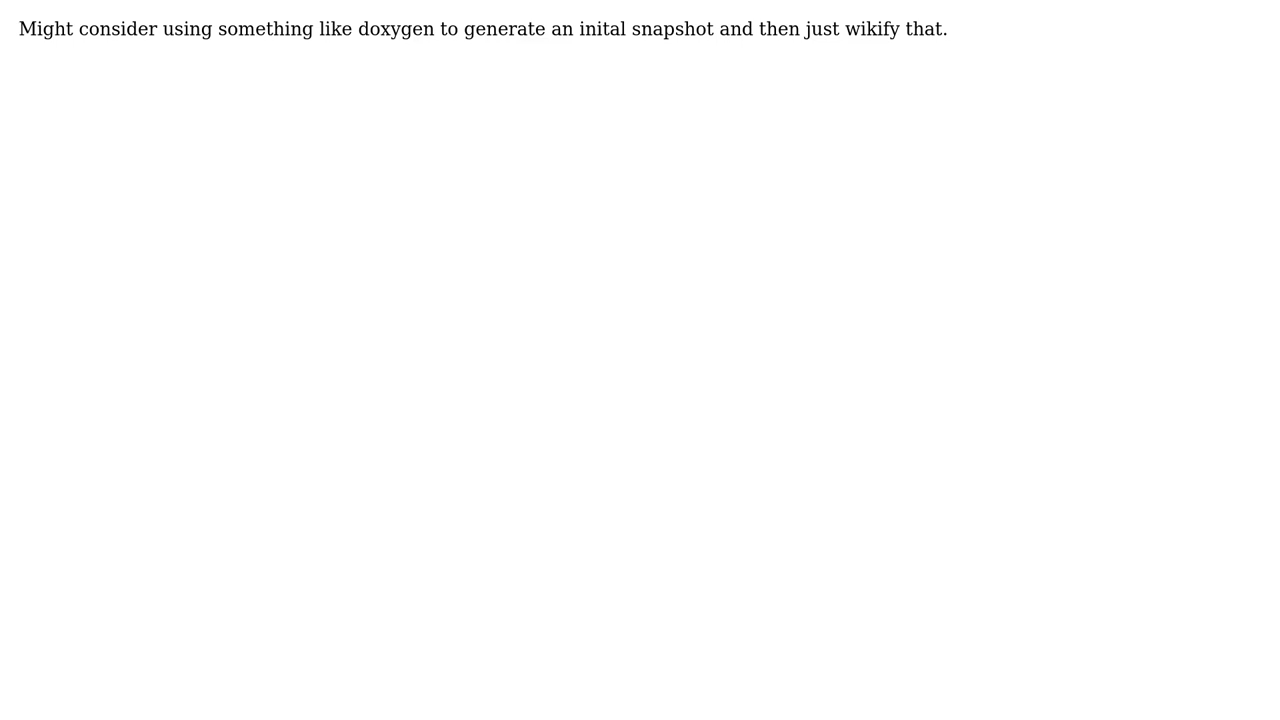 Might consider using something like doxygen to generate an inital snapshot and then just wikify that.